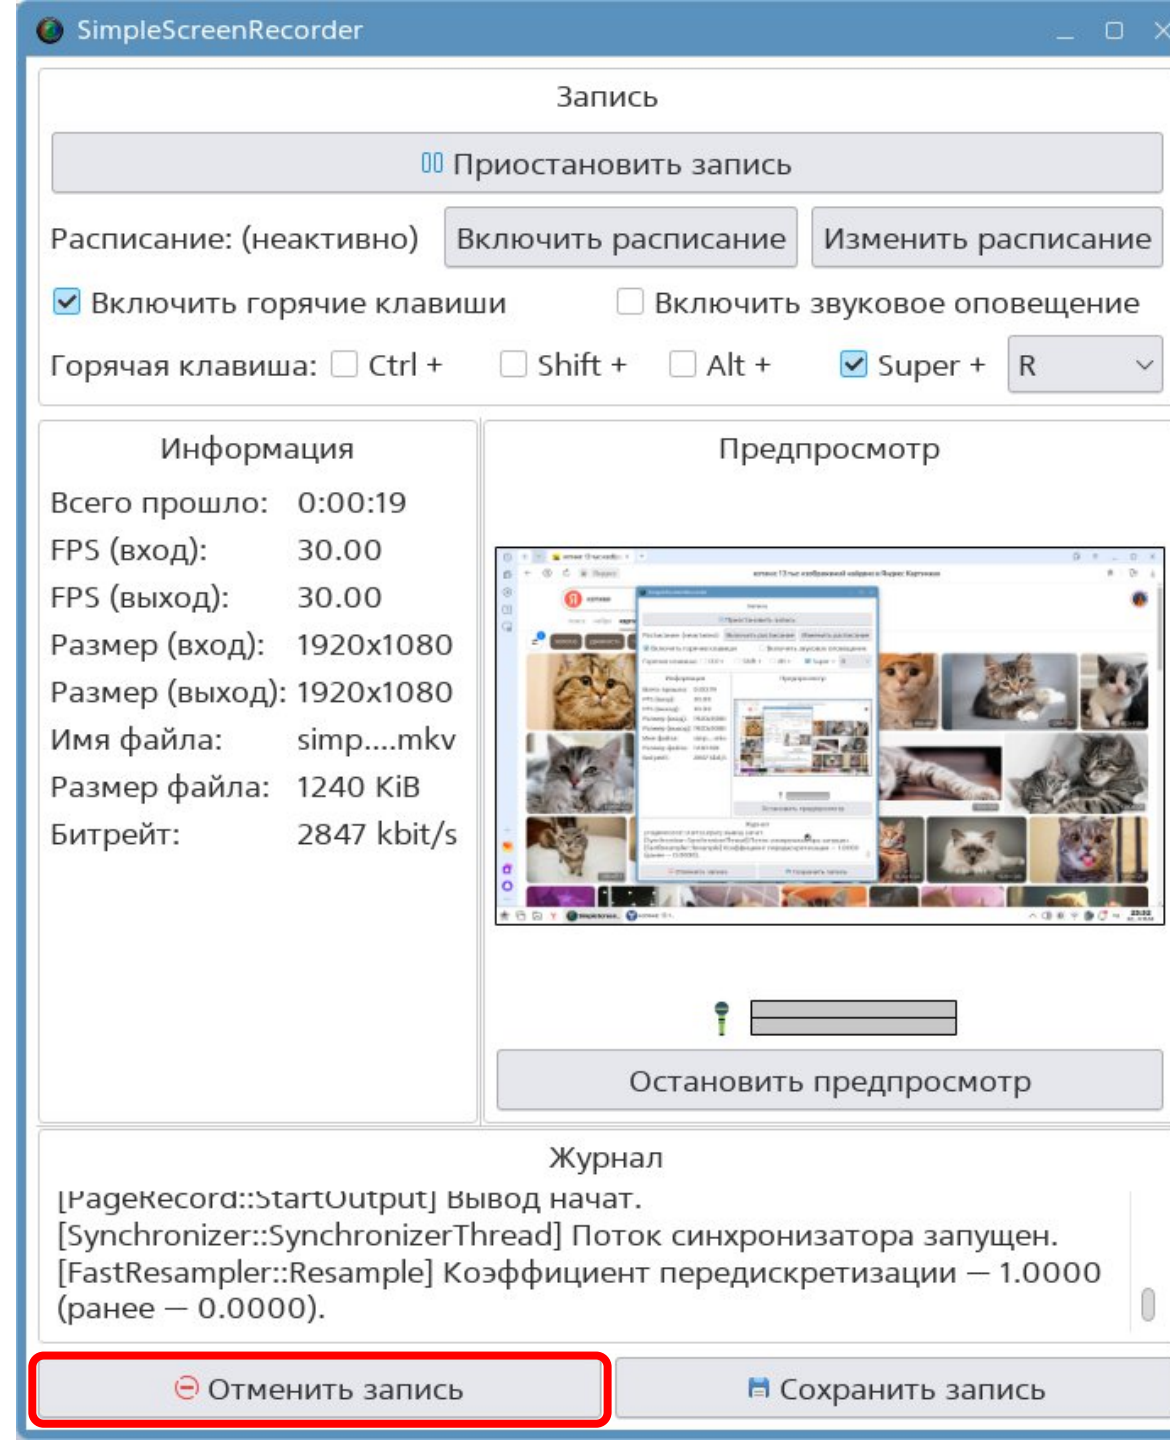 SimpleScreenRecorder
Запись
Приостановить запись
Расписание: (неактивно) Включить расписание Изменить расписание
Включить горячие клавиши Включить звуковое оповещение
Горячая клавиша: Ctrl + Shift + Alt + Super + R
Информация
Всего прошло: 0:00:19
FPS (вход): 30.00
FPS (выход): 30.00
Размер (вход): 1920x1080
Размер (выход): 1920x1080
Имя файла: simp....mkv
Размер файла: 1240 KiB
Битрейт: 2847 kbit/s
Предпросмотр
Остановить предпросмотр
Журнал
[PageRecord::StartOutput] Вывод начат.
[Synchronizer::SynchronizerThread] Поток синхронизатора запущен.
[FastResampler::Resample] Коэффициент передискретизации — 1.0000
(ранее — 0.0000).
Отменить запись Сохранить запись